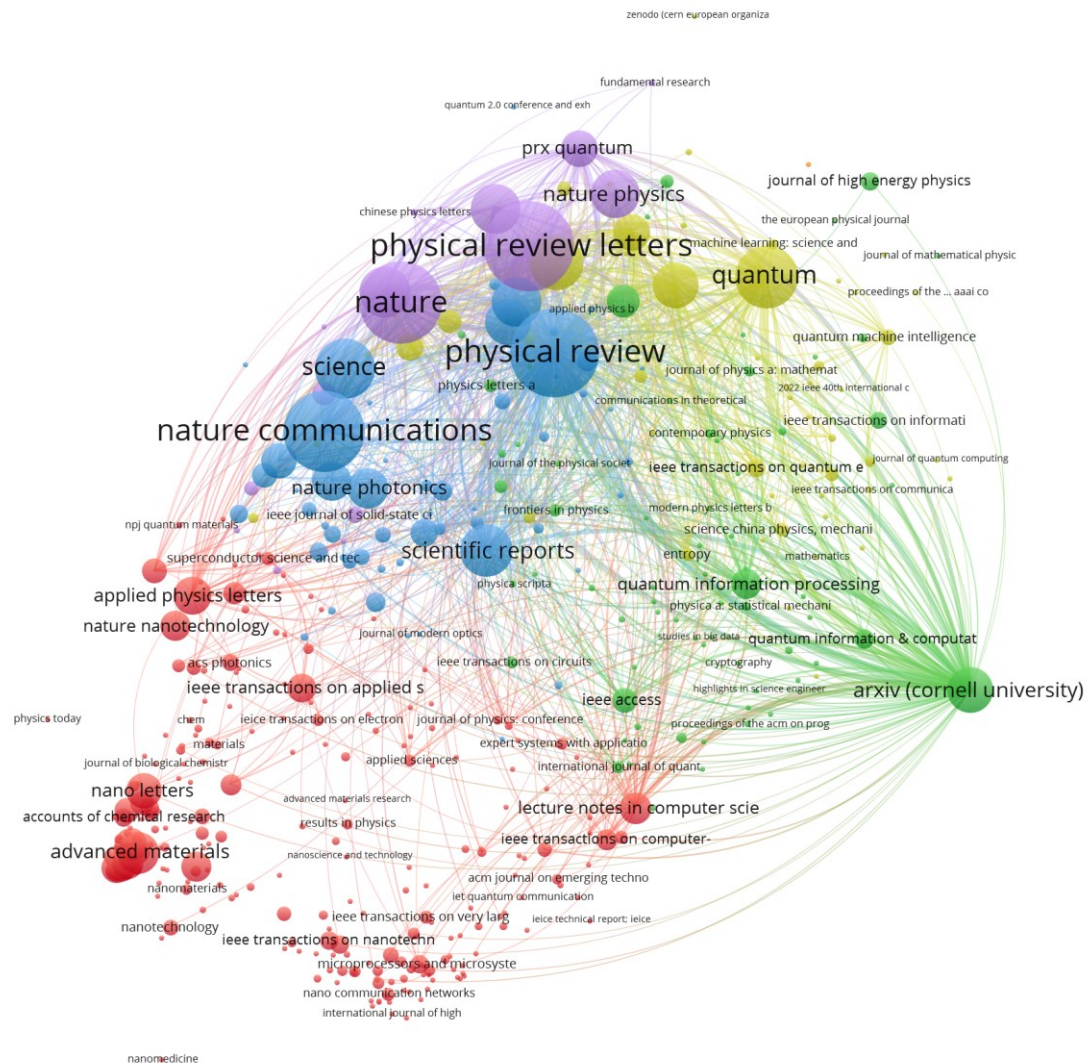 zenodo (cern european organiza
fundamental research
quantum 2.0 conference and exh
prx quantum
journal of high energy physics
nature physics
chinese physics letters
the european physical journal
physical review letters
machine learning: science and
journal of mathematical physic
quantum
proceedings of the ... aaai co
nature
applied physics b
quantum machine intelligence
physical review
science
journal of physics a: mathemat
physics letters a
2022 ieee 40th international c
communications in theoretical
ieee transactions on informati
nature communications
contemporary physics
journal of quantum computing
journal of the physical societ
ieee transactions on quantum e
nature photonics
ieee transactions on communica
modern physics letters b
frontiers in physics
ieee journal of solid-state ci
npj quantum materials
science china physics, mechani
scientific reports
superconductor science and tec
entropy
mathematics
physica scripta
quantum information processing
applied physics letters
physica a: statistical mechani
nature nanotechnology
journal of modern optics
studies in big data
quantum information & computat
acs photonics
ieee transactions on circuits
cryptography
ieee transactions on applied s
highlights in science engineer
arxiv (cornell university)
ieee access
physics today
chem
ieice transactions on electron
journal of physics: conference
proceedings of the acm on prog
materials
expert systems with applicatio
journal of biological chemistr
applied sciences
international journal of quant
nano letters
advanced materials research
lecture notes in computer scie
accounts of chemical research
results in physics
ieee transactions on computer-
advanced materials
nanoscience and technology
acm journal on emerging techno
nanomaterials
iet quantum communication
ieee transactions on very larg
ieice technical report; ieice
nanotechnology
ieee transactions on nanotechn
microprocessors and microsyste
nano communication networks
international journal of high
nanomedicine